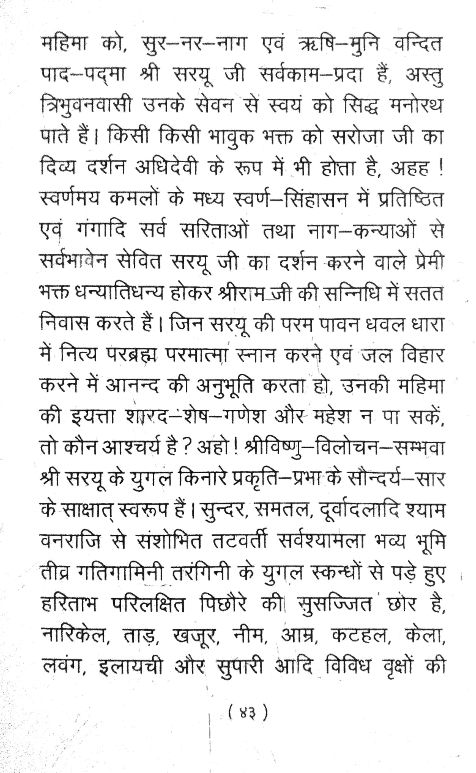 महिमा को, सुर–नर–नाग एवं ऋषि–मुनि वन्दित
पाद–पद्‌मा श्री सरयू जी सर्वकाम–प्रदा हैं, अस्तु
त्रिभुवनवासी उनके सेवन से स्वयं को सिद्ध मनोरथ
पाते हैं। किसी किसी भावुक भक्त को सरोजा जी का
दिव्य दर्शन अधिदेवी के रूप में भी होता है, अहह !
स्वर्णमय कमलों के मध्य स्वर्ण–सिंहासन में प्रतिष्ठित
एवं गंगादि सर्व सरिताओं तथा नाग–कन्याओं से
सर्वभावेन सेवित सरयू जी का दर्शन करने वाले प्रेमी
भक्त धन्यातिधन्य होकर श्रीराम जी की सन्निधि में सतत
निवास करते हैं। जिन सरयू की परम पावन धवल धारा
में नित्य परब्रह्म परमात्मा स्नान करने एवं जल विहार
करने में आनन्द की अनुभूति करता हो, उनकी महिमा
की इयत्ता शारद–शेष–गणेश और महेश न पा सकें,
तो कौन आश्चर्य है ? अहो ! श्रीविष्णु–विलोचन–सम्भवा
श्री सरयू के युगल किनारे प्रकृति–प्रभा के सौन्दर्य–सार
के साक्षात् स्वरूप हैं। सुन्दर, समतल, दूर्वादलादि श्याम
वनराजि से संशोभित तटवर्ती सर्वश्यामला भव्य भूमि
तीव्र गतिगामिनी तरंगिनी के युगल स्कन्धों से पड़े हुए
हरिताभ परिलक्षित पिछौरे की सुसज्जित छोर है,
नारिकेल, ताड़, खजूर, नीम, आम्र, कटहल, केला,
लवंग, इलायची और सुपारी आदि विविध वृक्षों की
( ४३ )